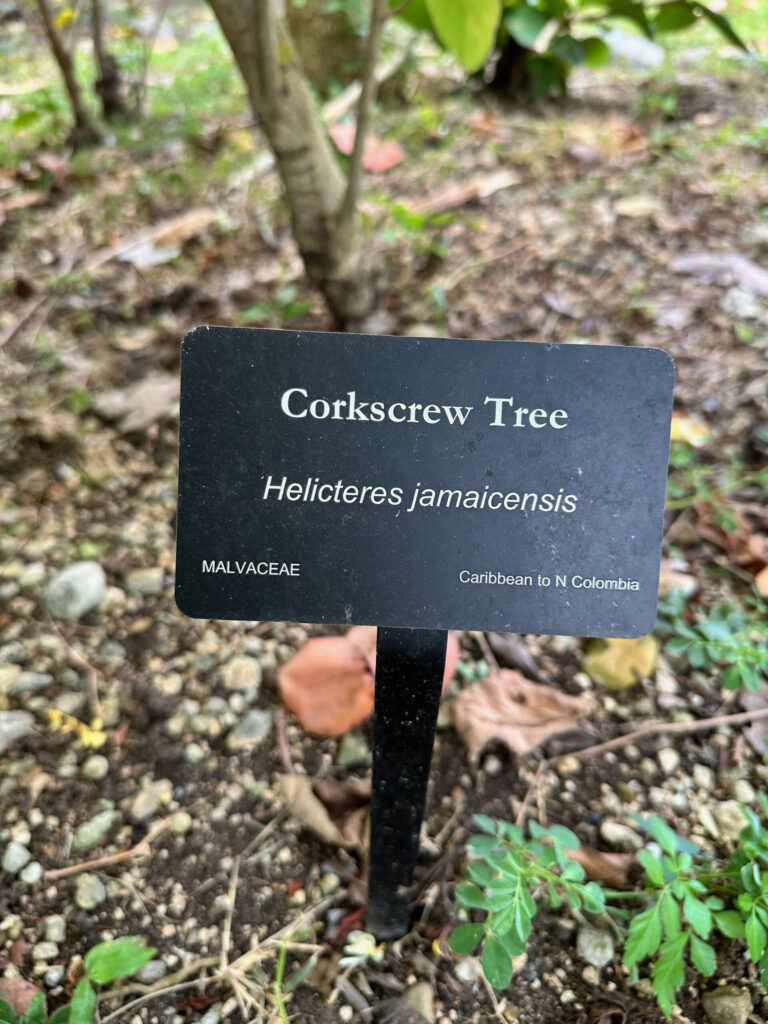 Corkscrew Tree
Helicteres jamaicensis
MALVACEAE
Caribbean to N Colombia